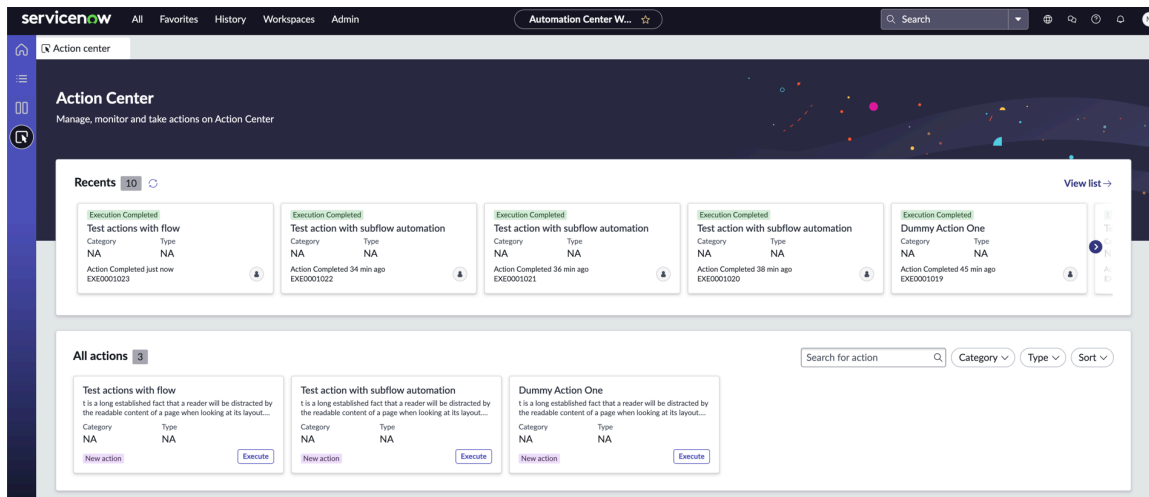 servicenow All Favorites History Workspaces Admin Automation Center W... Search
Action center
Action Center
Manage, monitor and take actions on Action Center
Recents 10 View list
Execution Completed
Test actions with flow
Category Type
NA NA
Action Completed just now
EXE0001023
Execution Completed
Test action with subflow automation
Category Type
NA NA
Action Completed 34 min ago
EXE0001022
Execution Completed
Test action with subflow automation
Category Type
NA NA
Action Completed 36 min ago
EXE0001021
Execution Completed
Test action with subflow automation
Category Type
NA NA
Action Completed 38 min ago
EXE0001020
Execution Completed
Dummy Action One
Category Type
NA NA
Action Completed 45 min ago
EXE0001019
All actions 3 Search for action Category Type Sort
Test actions with flow
t is a long established fact that a reader will be distracted by
the readable content of a page when looking at its layout....
Category Type
NA NA
New action Execute
Test action with subflow automation
t is a long established fact that a reader will be distracted by
the readable content of a page when looking at its layout....
Category Type
NA NA
New action Execute
Dummy Action One
t is a long established fact that a reader will be distracted by
the readable content of a page when looking at its layout....
Category Type
NA NA
New action Execute